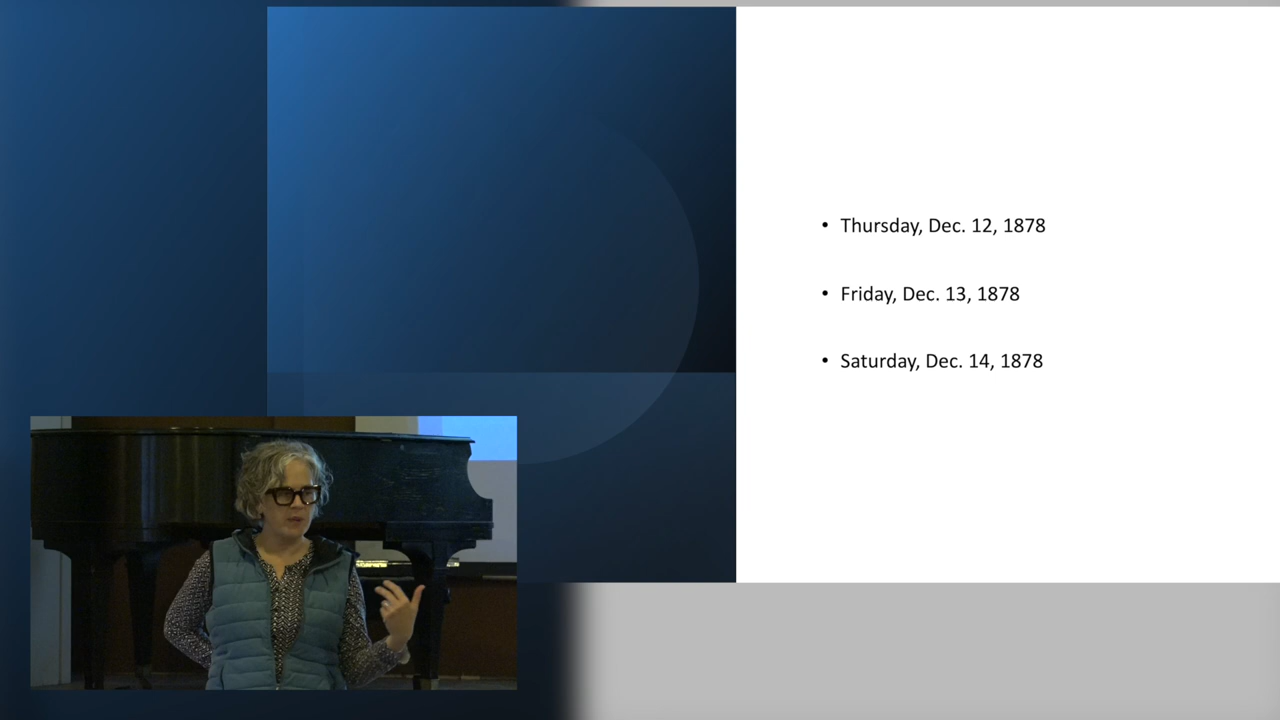 • Thursday, Dec. 12, 1878
• Friday, Dec. 13, 1878
• Saturday, Dec. 14, 1878